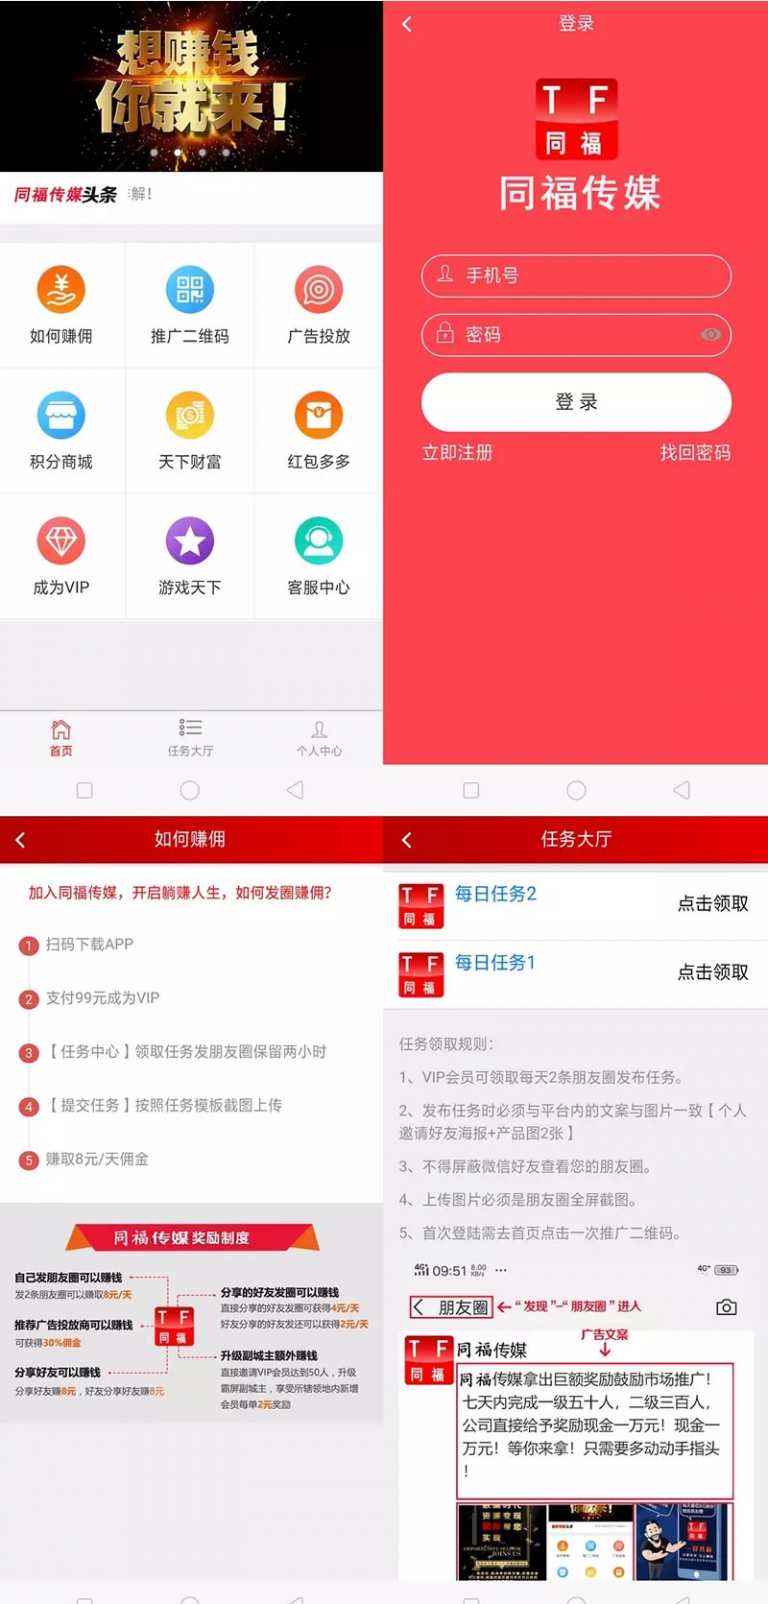 想赚钱
你就来!
同福传媒头条
解!
如何赚佣
推广二维码
广告投放
积分商城
天下财富
红包多多
成为VIP
游戏天下
客服中心
首页
任务大厅
个人中心
登录
T F
同 福
同福传媒
手机号
密码
登 录
立即注册
找回密码
如何赚佣
加入同福传媒，开启躺赚人生，如何发圈赚佣?
1 扫码下载APP
2 支付99元成为VIP
3 【任务中心】领取任务发朋友圈保留两小时
4 【提交任务】按照任务模板截图上传
5 赚取8元/天佣金
同福传媒奖励制度
自己发朋友圈可以赚钱
发2条朋友圈可以赚取8元/天
推荐广告投放商可以赚钱
可获得30%佣金
分享好友可以赚钱
分享好友赚8元，好友分享好友赚8元
T F
同 福
分享的好友发圈可以赚钱
直接分享的好友发圈可获得4元/天
好友分享的好友发还可以获得2元/天
升级副城主额外赚钱
直接邀请VIP会员达到50人，升级
霸屏副城主，享受所辖领地内新增
会员每单2元奖励
任务大厅
T F
同 福
每日任务2
点击领取
T F
同 福
每日任务1
点击领取
任务领取规则：
1、VIP会员可领取每天2条朋友圈发布任务。
2、发布任务时必须与平台内的文案与图片一致【个人
邀请好友海报+产品图2张】
3、不得屏蔽微信好友查看您的朋友圈。
4、上传图片必须是朋友圈全屏截图。
5、首次登陆需去首页点击一次推广二维码。
4G 09:51 8.00 KB/s ···
4G+ 93
朋友圈
“发现”-“朋友圈”进入
广告文案
T F
同 福
同福传媒
同福传媒拿出巨额奖励鼓励市场推广！
七天内完成一级五十人，二级三百人，
公司直接给予奖励现金一万元！现金一
万元！等你来拿！只需要多动动手指头
！
你就来!
JOIN US
T F
同 福